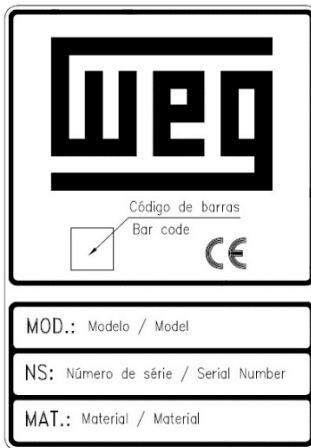 weg
Código de barras
Bar code
CE
MOD.: Modelo / Model
NS: Número de série / Serial Number
MAT.: Material / Material